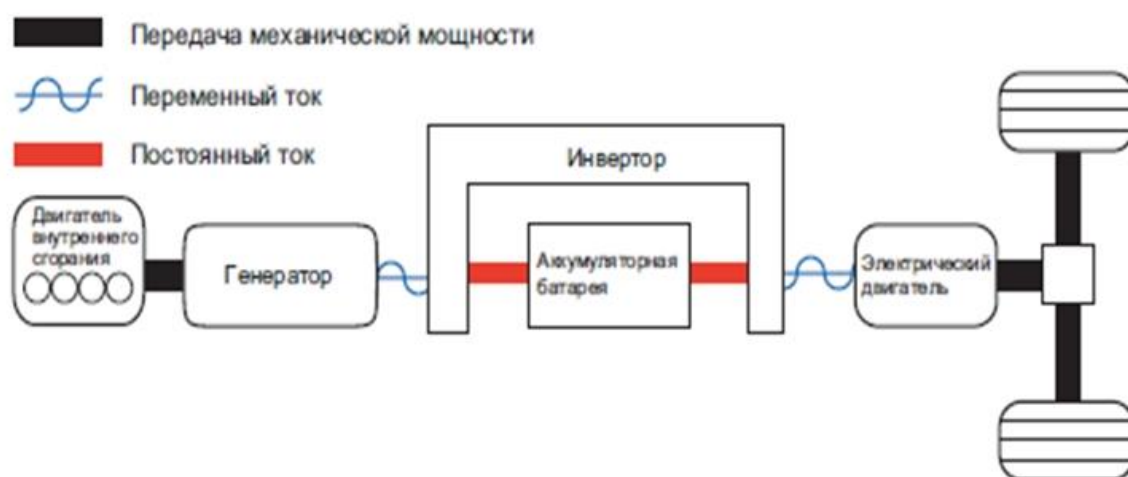 Передача механической мощности
Переменный ток
Постоянный ток
Инвертор
Двигатель
внутреннего
сгорания
Генератор
Аккумуляторная
батарея
Электрический
двигатель